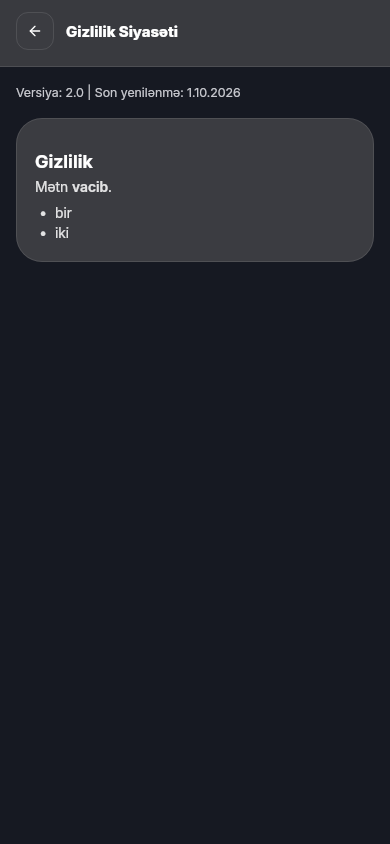 Gizlilik Siyasəti
Versiya: 2.0 | Son yenilənmə: 1.10.2026
Gizlilik
Mətn vacib.
• bir
• iki